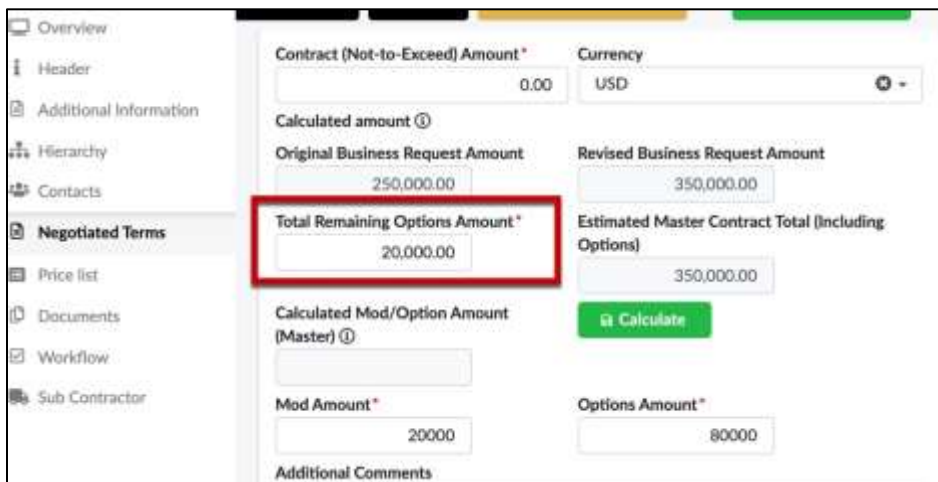 Overview
Header
Additional Information
Hierarchy
Contacts
Negotiated Terms
Price list
Documents
Workflow
Sub Contractor
Contract (Not-to-Exceed) Amount* Currency
0.00 USD
Calculated amount
Original Business Request Amount Revised Business Request Amount
250,000.00 350,000.00
Total Remaining Options Amount* Estimated Master Contract Total (Including
Options)
20,000.00
350,000.00
Calculated Mod/Option Amount
(Master)
Calculate
Mod Amount* Options Amount*
20000 80000
Additional Comments